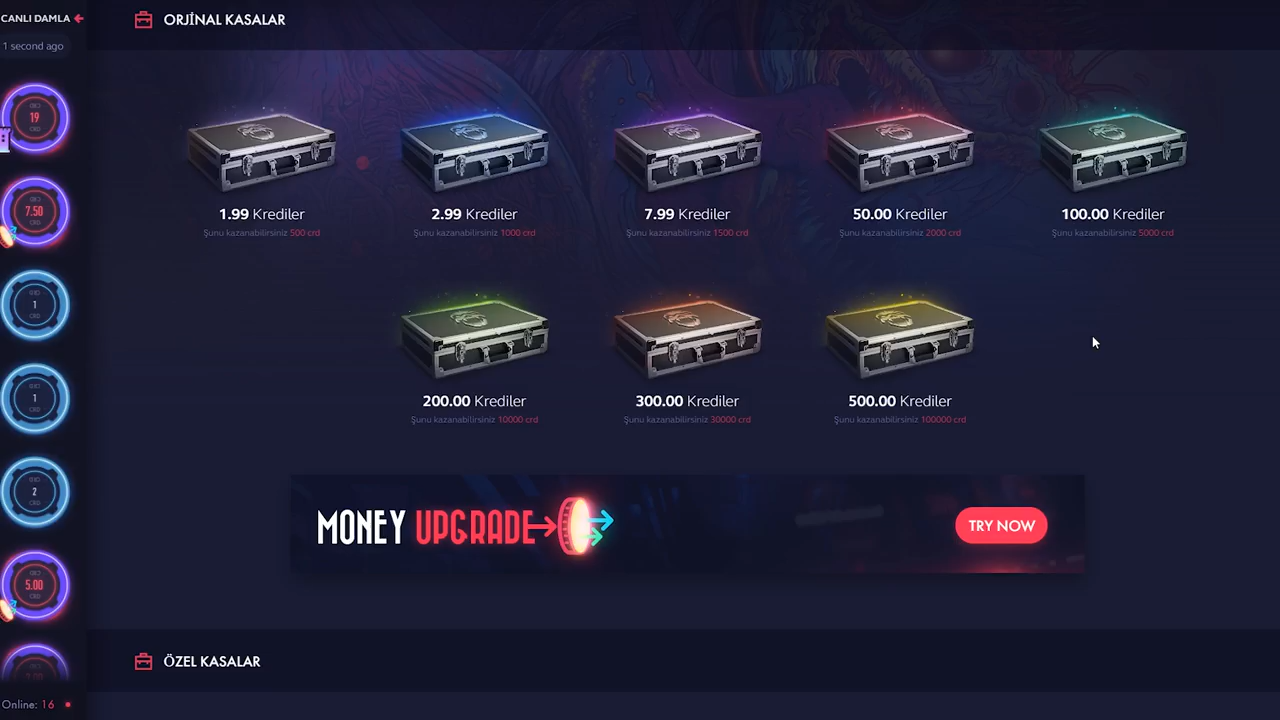 CANLI DAMLA
1 second ago
19
7.50
1
1
2
5.00
Online: 16
ORJİNAL KASALAR
1.99 Krediler
Şunu kazanabilirsiniz 500 crd
2.99 Krediler
Şunu kazanabilirsiniz 1000 crd
7.99 Krediler
Şunu kazanabilirsiniz 1500 crd
50.00 Krediler
Şunu kazanabilirsiniz 2000 crd
100.00 Krediler
Şunu kazanabilirsiniz 5000 crd
200.00 Krediler
Şunu kazanabilirsiniz 10000 crd
300.00 Krediler
Şunu kazanabilirsiniz 30000 crd
500.00 Krediler
Şunu kazanabilirsiniz 100000 crd
MONEY UPGRADE
TRY NOW
ÖZEL KASALAR